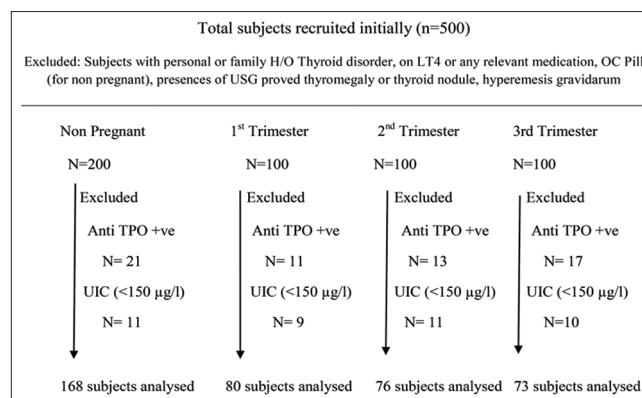 Total subjects recruited initially (n=500)
Excluded: Subjects with personal or family H/O Thyroid disorder, on LT4 or any relevant medication, OC Pill
(for non pregnant), presences of USG proved thyromegaly or thyroid nodule, hyperemesis gravidarum
Non Pregnant 1st Trimester 2nd Trimester 3rd Trimester
N=200 N=100 N=100 N=100
Excluded Excluded Excluded Excluded
Anti TPO +ve Anti TPO +ve Anti TPO +ve Anti TPO +ve
N= 21 N= 11 N= 13 N= 17
UIC (<150 µg/l) UIC (<150 µg/l) UIC (<150 µg/l) UIC (<150 µg/l)
N= 11 N= 9 N= 11 N=10
168 subjects analysed 80 subjects analysed 76 subjects analysed 73 subjects analysed